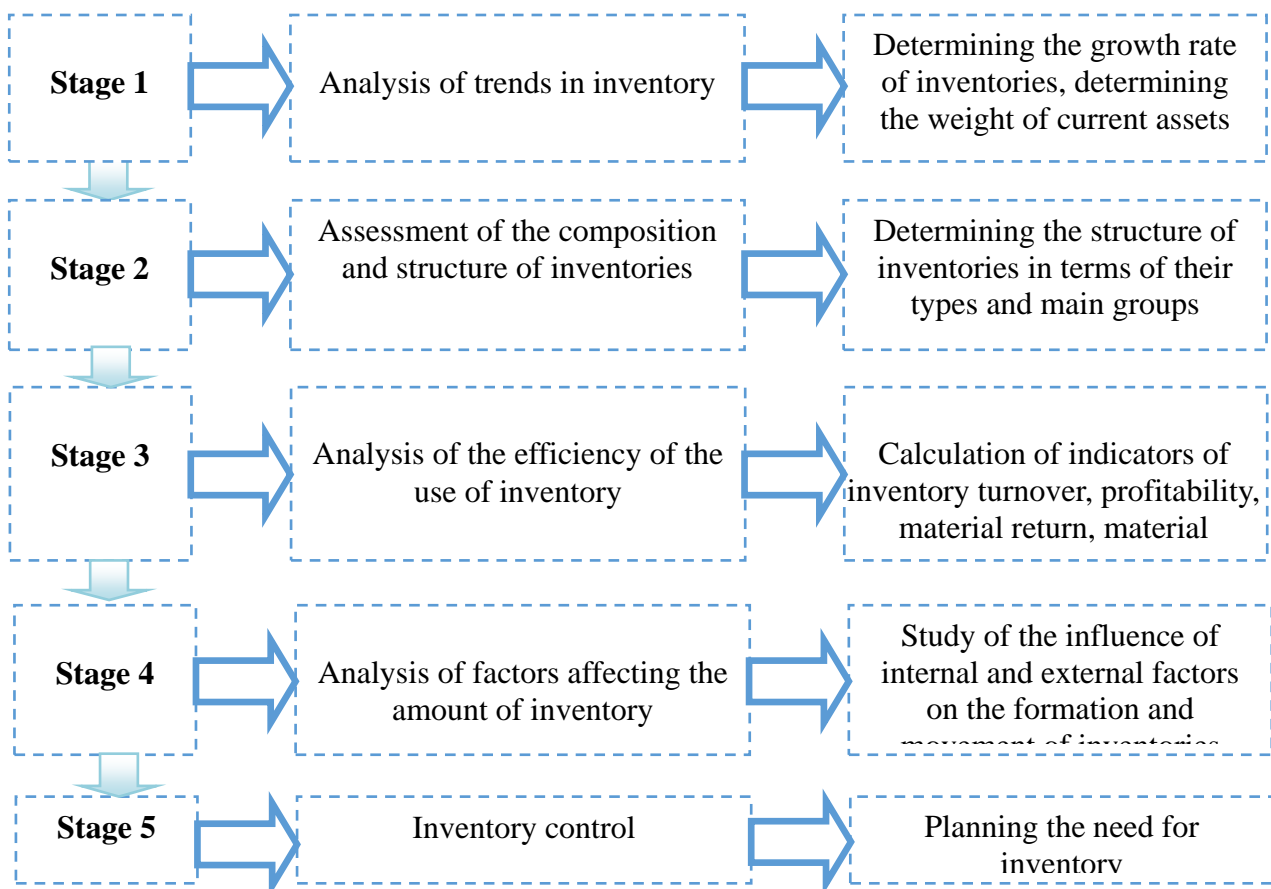 Stage 1
Analysis of trends in inventory
Determining the growth rate
of inventories, determining
the weight of current assets
Stage 2
Assessment of the composition
and structure of inventories
Determining the structure of
inventories in terms of their
types and main groups
Stage 3
Analysis of the efficiency of the
use of inventory
Calculation of indicators of
inventory turnover, profitability,
material return, material
Stage 4
Analysis of factors affecting the
amount of inventory
Study of the influence of
internal and external factors
on the formation and
movement of inventories
Stage 5
Inventory control
Planning the need for
inventory